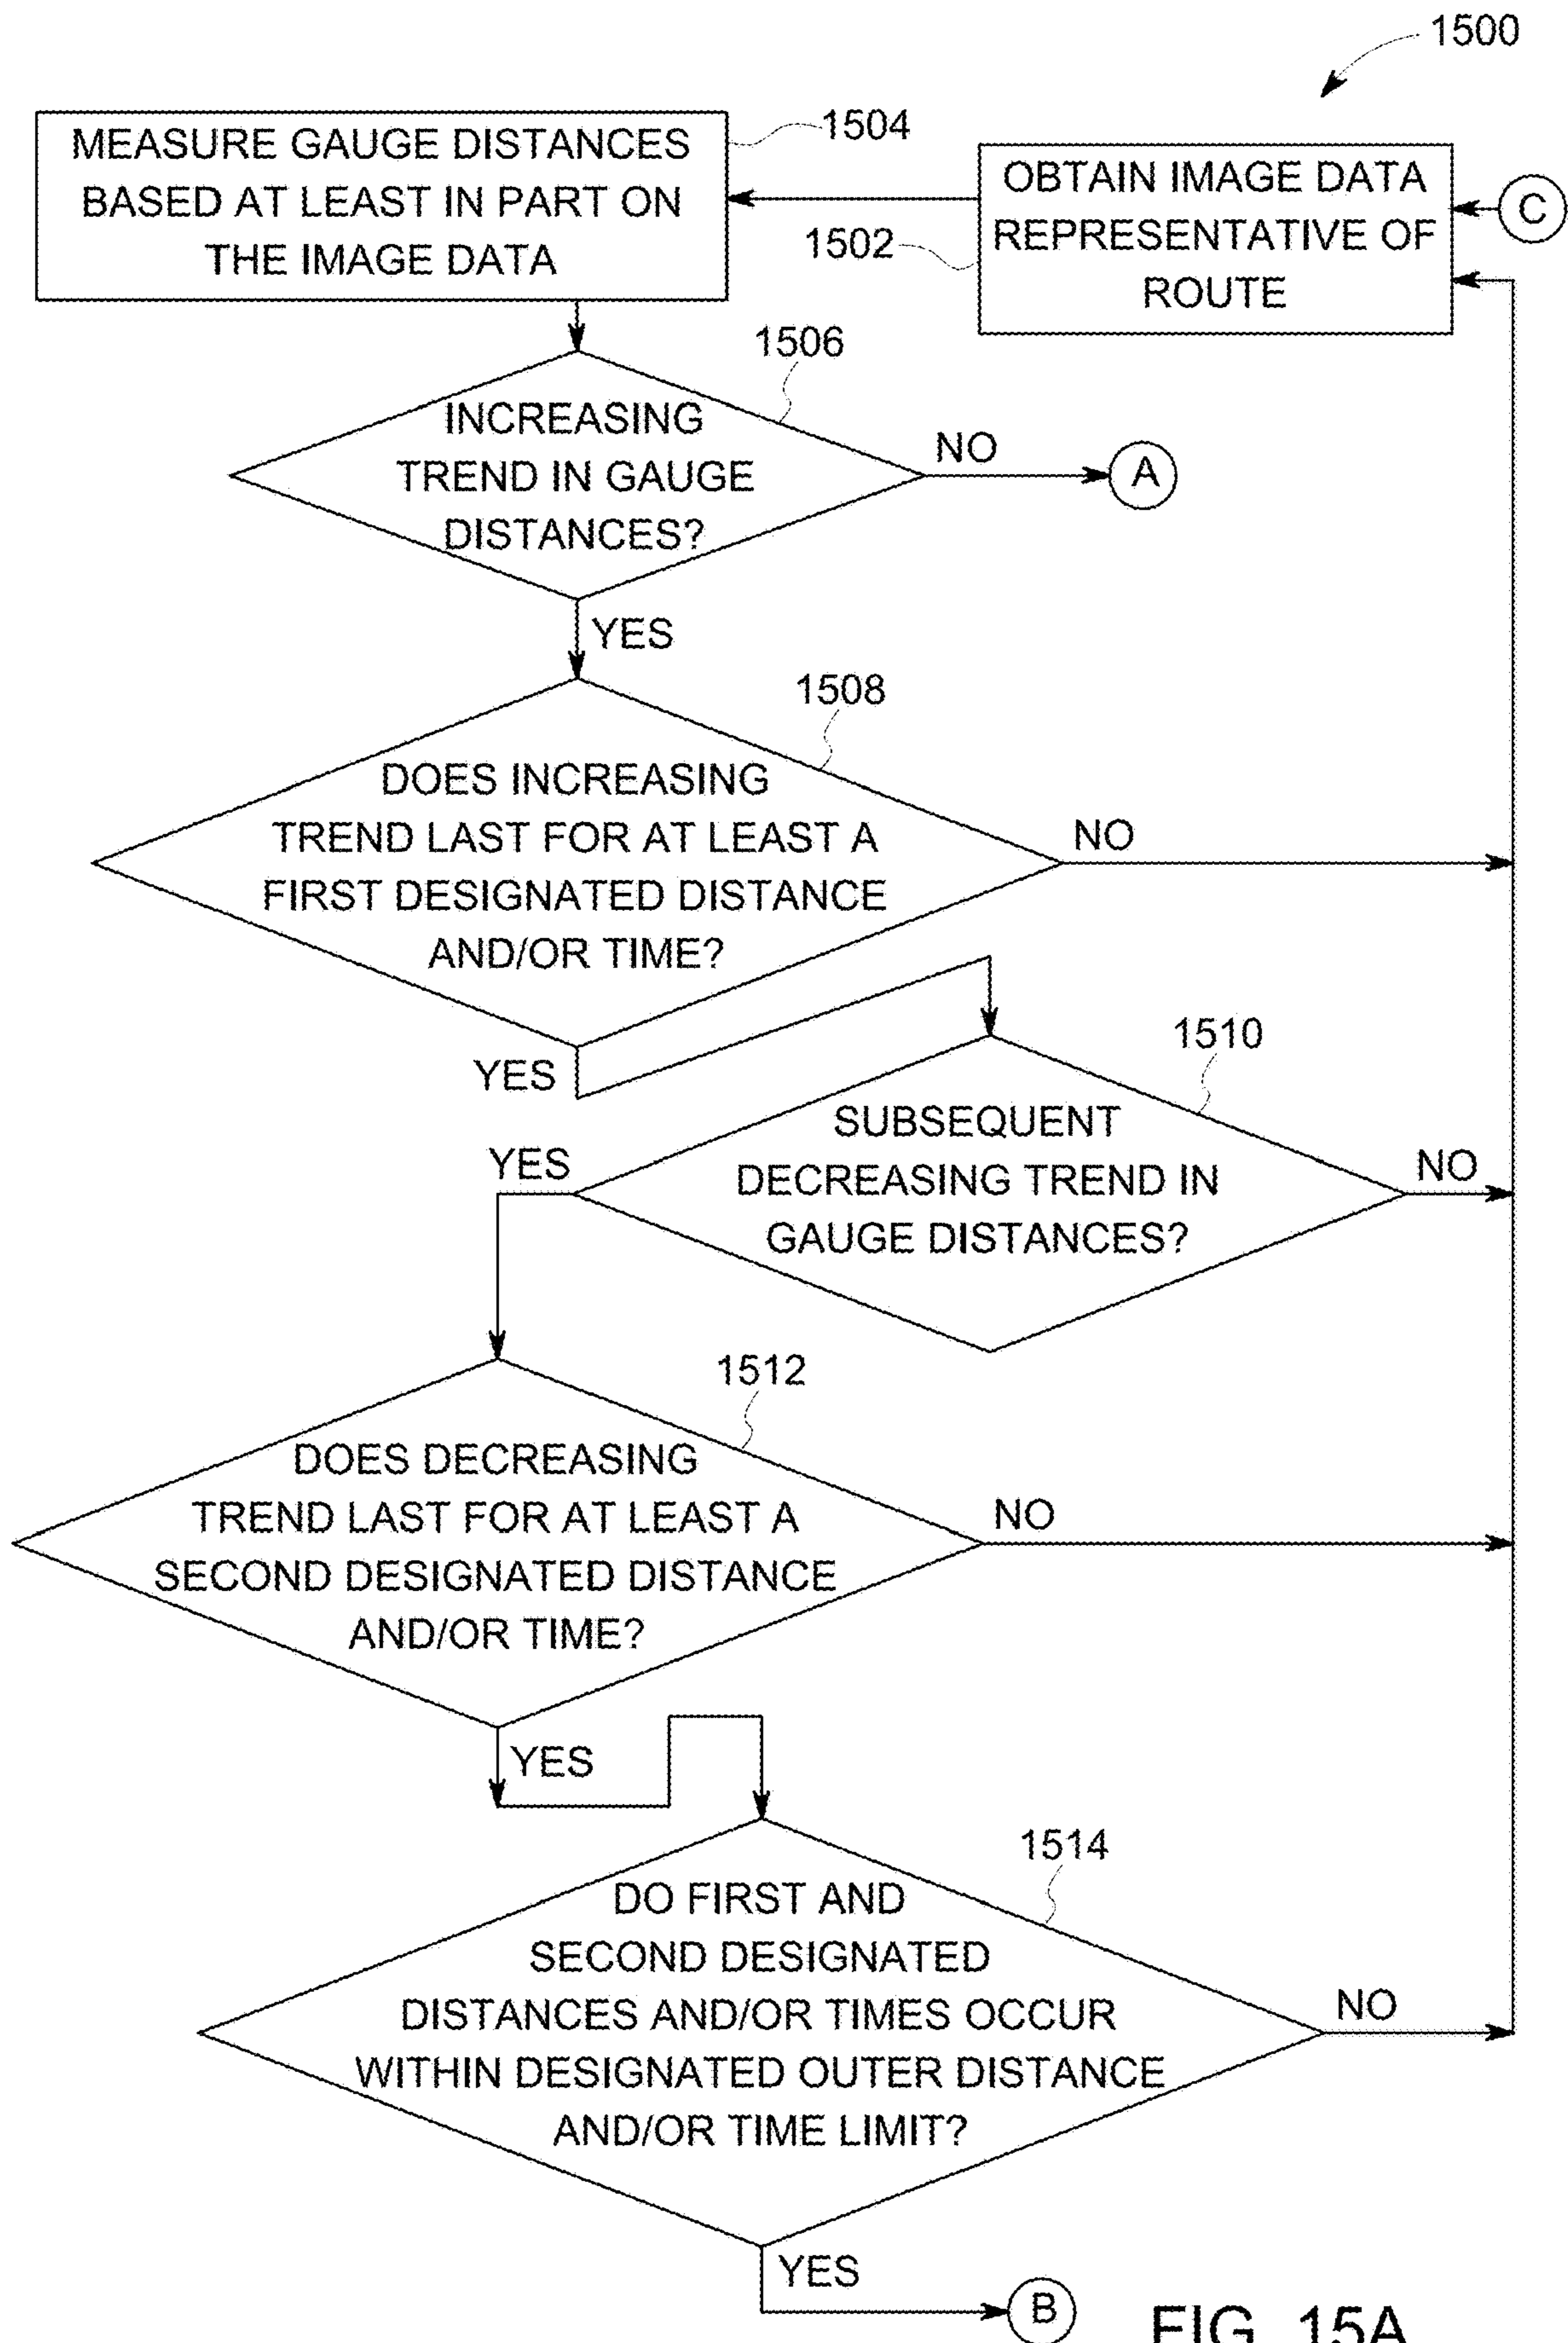 1500
MEASURE GAUGE DISTANCES
BASED AT LEAST IN PART ON
THE IMAGE DATA
1504
OBTAIN IMAGE DATA
REPRESENTATIVE OF
ROUTE
1502
C
1506
INCREASING
TREND IN GAUGE
DISTANCES?
NO
A
YES
1508
DOES INCREASING
TREND LAST FOR AT LEAST A
FIRST DESIGNATED DISTANCE
AND/OR TIME?
NO
YES
1510
SUBSEQUENT
DECREASING TREND IN
GAUGE DISTANCES?
YES
NO
1512
DOES DECREASING
TREND LAST FOR AT LEAST A
SECOND DESIGNATED DISTANCE
AND/OR TIME?
NO
YES
1514
DO FIRST AND
SECOND DESIGNATED
DISTANCES AND/OR TIMES OCCUR
WITHIN DESIGNATED OUTER DISTANCE
AND/OR TIME LIMIT?
NO
YES
B
FIG. 15A